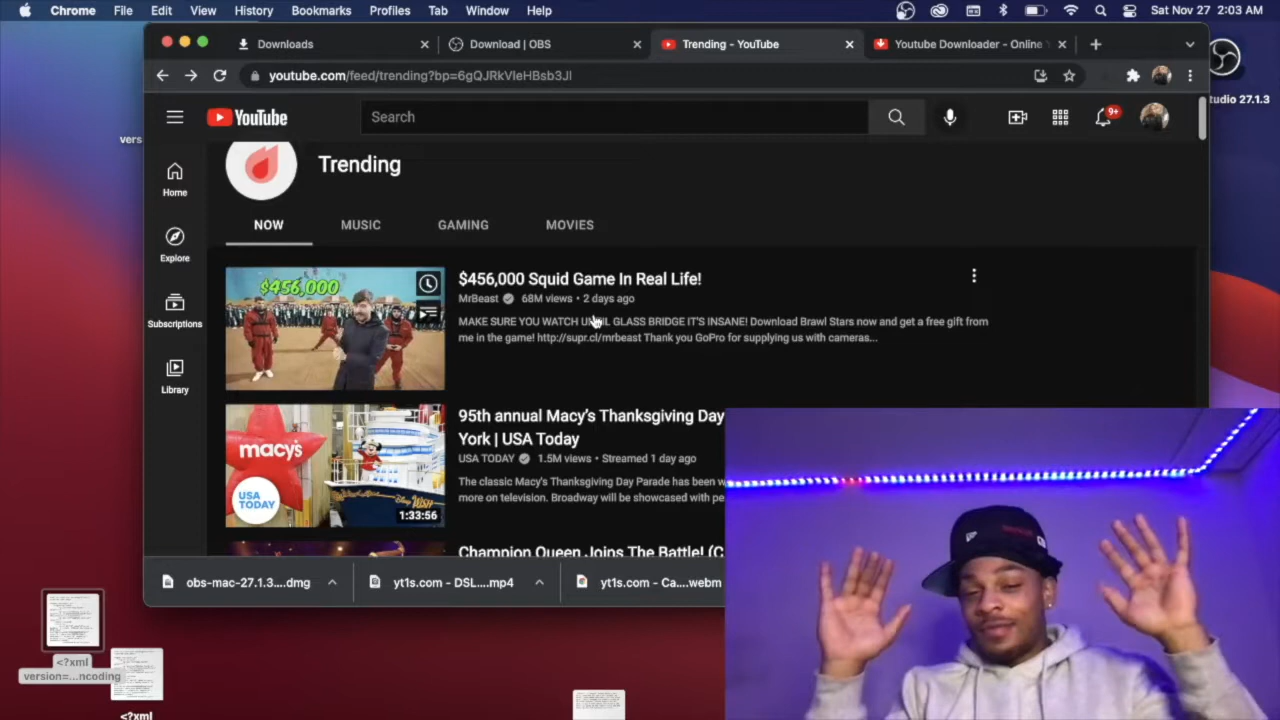 Chrome File Edit View History Bookmarks Profiles Tab Window Help Sat Nov 27 2:03 AM
Downloads Download | OBS Trending - YouTube Youtube Downloader - Online
youtube.com/feed/trending?bp=6gQJRkVleHBsb3Jl
tudio 27.1.3
YouTube Search 9+
vers
Trending
Home
NOW MUSIC GAMING MOVIES
Explore
$456,000
$456,000 Squid Game In Real Life!
MrBeast 68M views • 2 days ago
Subscriptions
MAKE SURE YOU WATCH GLASS BRIDGE IT'S INSANE! Download Brawl Stars now and get a free gift from
me in the game! http://supr.cl/mrbeast Thank you GoPro for supplying us with cameras...
Library
95th annual Macy's Thanksgiving Day
York | USA Today
macy's
USA TODAY 1.5M views • Streamed 1 day ago
The classic Macy's Thanksgiving Day Parade has been w
more on television. Broadway will be showcased with pe
USA
TODAY
Disney WISH
1:33:56
Champion Queen Joins The Battle! (C
obs-mac-27.1.3....dmg yt1s.com - DSL....mp4 yt1s.com - Ca....webm
<?xml
version=...ncoding
<?xml